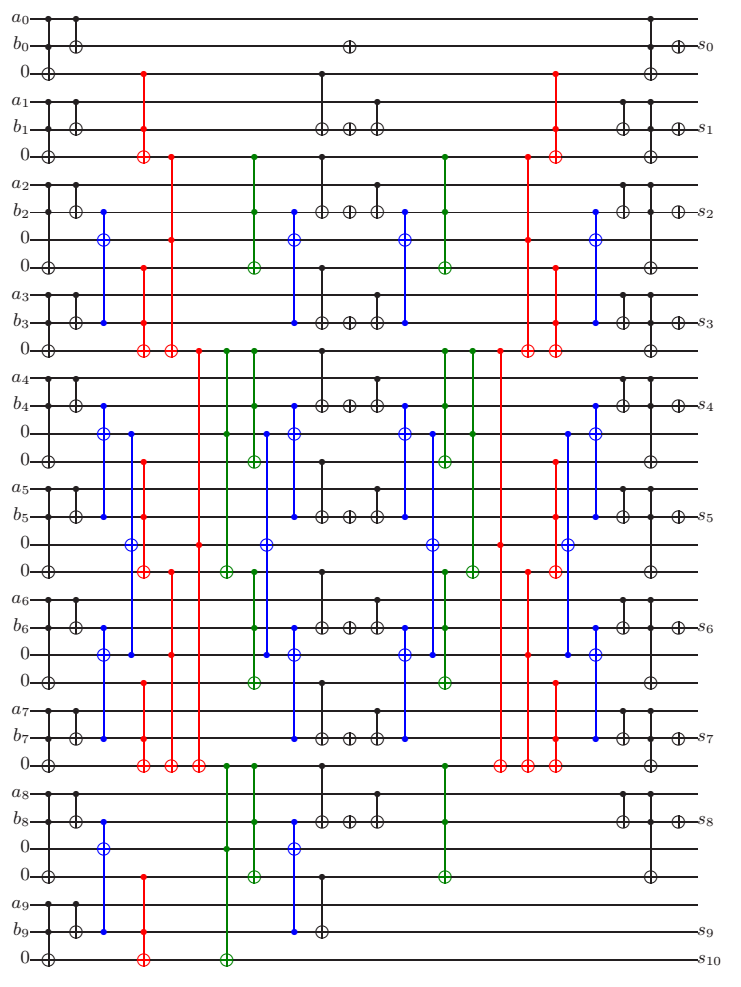 a₀
b₀ s₀
0
a₁
b₁ s₁
0
a₂
b₂ s₂
0
0
a₃
b₃ s₃
0
a₄
b₄ s₄
0
0
a₅
b₅ s₅
0
0
a₆
b₆ s₆
0
0
a₇
b₇ s₇
0
a₈
b₈ s₈
0
0
a₉
b₉ s₉
0 s₁₀